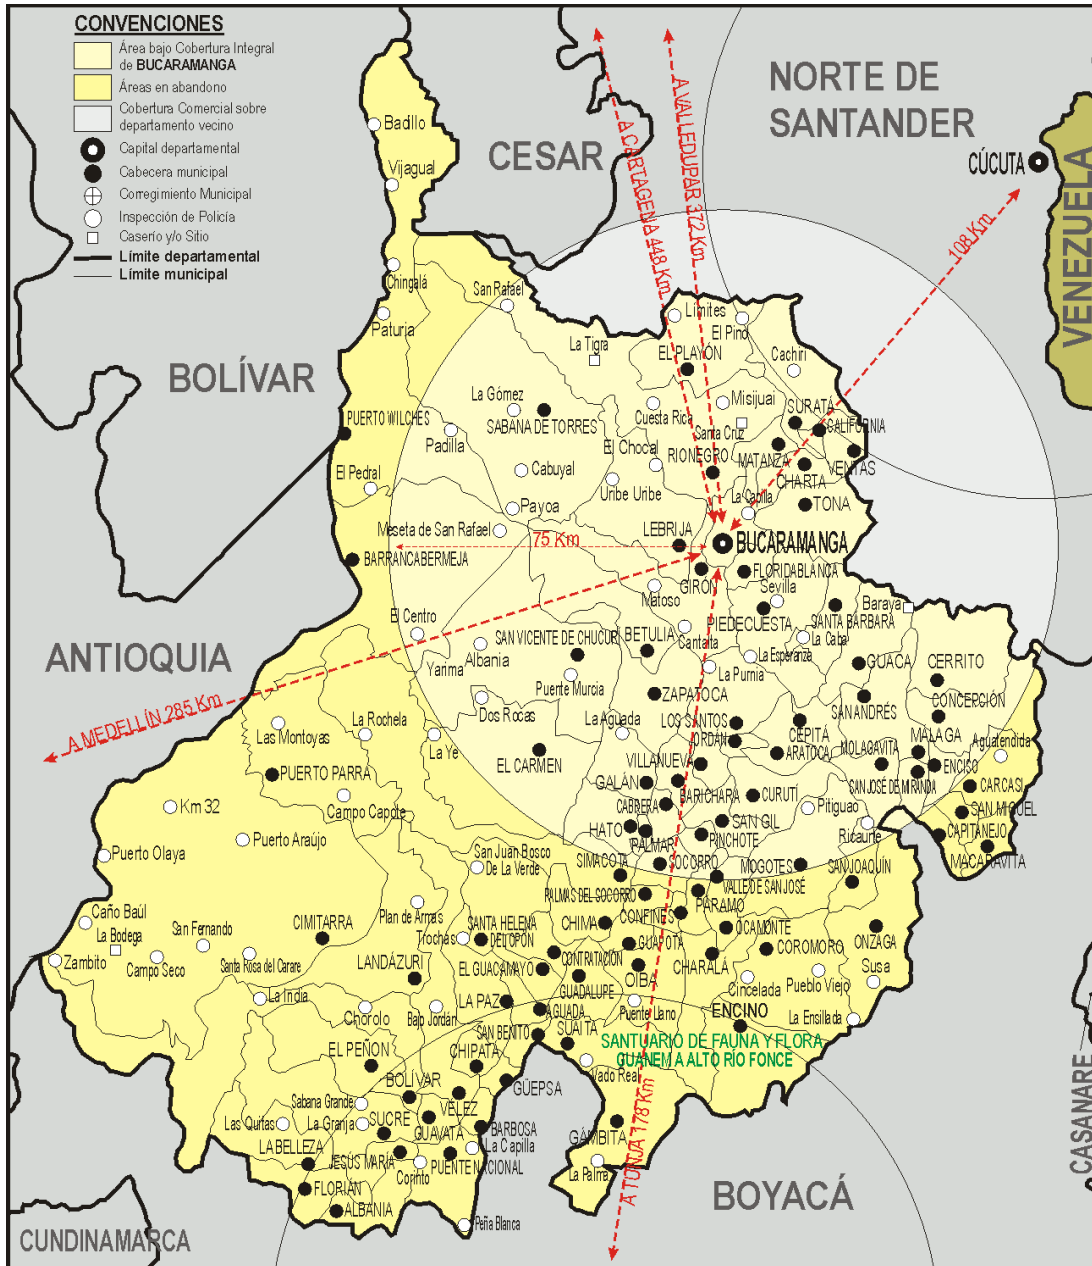 CONVENCIONES
Área bajo Cobertura Integral
de BUCARAMANGA
Áreas en abandono
Cobertura Comercial sobre
departamento vecino
Capital departamental
Cabecera municipal
Corregimiento Municipal
Inspección de Policía
Caserío y/o Sitio
Límite departamental
Límite municipal
NORTE DE
SANTANDER
CESAR
CÚCUTA
VENEZUELA
BOLÍVAR
ANTIOQUIA
BOYACÁ
CUNDINAMARCA
CASANARE
A CARTAGENA 448 Km
A VALLEDUPAR 372 Km
108 Km
75 Km
A MEDELLÍN 285 Km
A TUNJA 178 Km
Badillo
Vijagual
Chingalá
Paturia
San Rafael
Límites
El Pino
La Tigra
EL PLAYÓN
Cachirí
La Gómez
SABANA DE TORRES
Cuesta Rica
Misijuai
SURATÁ
CALIFORNIA
PUERTO WILCHES
Padilla
El Chocal
Santa Cruz
RIONEGRO
MATANZA
VENTAS
El Pedral
Cabuyal
Uribe Uribe
CHARTA
La Capilla
TONA
Payoa
Meseta de San Rafael
LEBRIJA
BUCARAMANGA
BARRANCABERMEJA
GIRÓN
FLORIDABLANCA
Matoso
Sevilla
PIEDECUESTA
SANTA BÁRBARA
Baraya
El Centro
Yarima
Albania
SAN VICENTE DE CHUCURÍ
BETULIA
Cantalta
La Caba
La Esperanza
GUACA
CERRITO
Puente Murcia
La Purnia
ZAPATOCA
SAN ANDRÉS
CONCEPCIÓN
Dos Rocas
La Aguada
LOS SANTOS
JORDÁN
CEPITÁ
ARATOCA
MOLAGAVITA
MÁLAGA
Aguatendida
Las Montoyas
La Rochela
La Ye
EL CARMEN
VILLANUEVA
SAN JOSÉ DE MIRANDA
ENCISO
CARCASI
PUERTO PARRA
GALÁN
BARICHARA
CURUTÍ
Km 32
Campo Capote
CABRERA
Pitiguao
SAN MIGUEL
HATO
SAN GIL
Ricaurte
CAPITANEJO
Puerto Araújo
PALMAR
PINCHOTE
MACARAVITA
Puerto Olaya
San Juan Bosco
De La Verde
SIMACOTA
SOCORRO
MOGOTES
SAN JOAQUÍN
VALLE DE SAN JOSÉ
PALMAS DEL SOCORRO
PÁRAMO
Caño Baúl
La Bodega
San Fernando
CIMITARRA
Plan de Armas
SANTA HELENA
DEL OPÓN
CHIMA
CONFINES
OCAMONTE
Trochas
GUAPOTA
COROMORO
ONZAGA
Zambito
Campo Seco
Santa Rosa del Carare
LANDÁZURI
EL GUACAMAYO
CONTRATACIÓN
OIBA
CHARALÁ
GUADALUPE
Cincelada
Pueblo Viejo
Susa
La India
Chorolo
Bajo Jordán
LA PAZ
AGUADA
Puente Llano
ENCINO
La Ensillada
SAN BENITO
SUAITA
SANTUARIO DE FAUNA Y FLORA
GUANEMA ALTO RÍO FONCE
EL PEÑÓN
CHIPATA
Vado Real
BOLÍVAR
GÜEPSA
Sabana Grande
VÉLEZ
Las Quitas
La Granja
SUCRE
GUAVATÁ
BARBOSA
GÁMBITA
LA BELLEZA
La Capilla
JESÚS MARÍA
Corinto
PUENTE NACIONAL
La Palma
FLORIÁN
ALBANIA
Peña Blanca